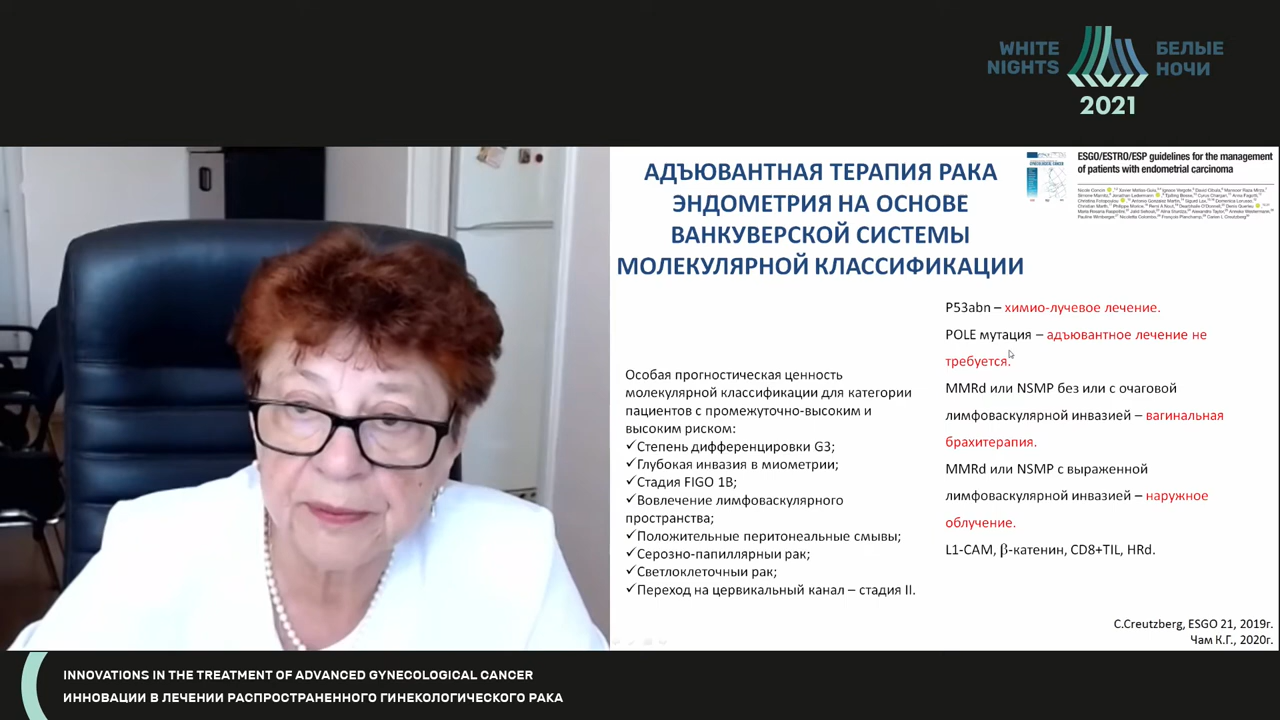 WHITE
NIGHTS
БЕЛЫЕ
НОЧИ
2021
АДЪЮВАНТНАЯ ТЕРАПИЯ РАКА
ЭНДОМЕТРИЯ НА ОСНОВЕ
ВАНКУВЕРСКОЙ СИСТЕМЫ
МОЛЕКУЛЯРНОЙ КЛАССИФИКАЦИИ
ESGO/ESTRO/ESP guidelines for the management
of patients with endometrial carcinoma
Особая прогностическая ценность
молекулярной классификации для категории
пациентов с промежуточно-высоким и
высоким риском:
✓Степень дифференцировки G3;
✓Глубокая инвазия в миометрии;
✓Стадия FIGO 1B;
✓Вовлечение лимфоваскулярного
пространства;
✓Положительные перитонеальные смывы;
✓Серозно-папиллярныи рак;
✓Светлоклеточныи рак;
✓Переход на цервикальный канал – стадия II.
P53abn – химио-лучевое лечение.
POLE мутация – адъювантное лечение не
требуется.
MMRd или NSMP без или с очаговой
лимфоваскулярной инвазией – вагинальная
брахитерапия.
MMRd или NSMP с выраженной
лимфоваскулярной инвазией – наружное
облучение.
L1-CAM, β-катенин, CD8+TIL, HRd.
C.Creutzberg, ESGO 21, 2019г.
Чам К.Г., 2020г.
INNOVATIONS IN THE TREATMENT OF ADVANCED GYNECOLOGICAL CANCER
ИННОВАЦИИ В ЛЕЧЕНИИ РАСПРОСТРАНЕННОГО ГИНЕКОЛОГИЧЕСКОГО РАКА